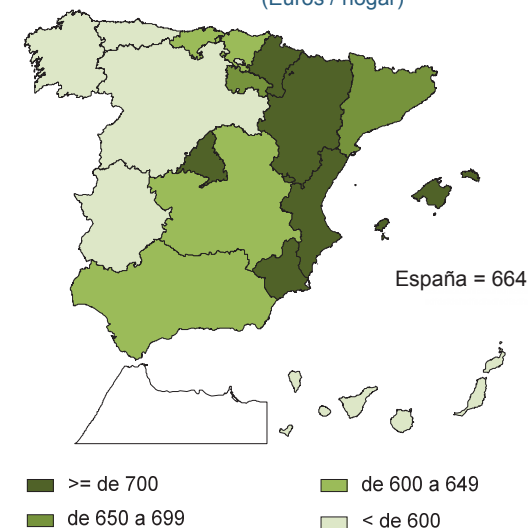 (Euros / hogar)
España = 664
>= de 700
de 600 a 649
de 650 a 699
< de 600